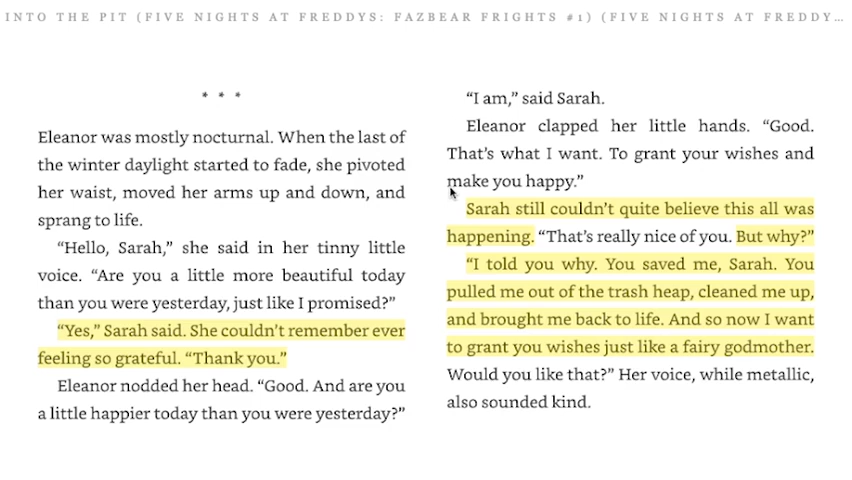 INTO THE PIT (FIVE NIGHTS AT FREDDYS: FAZBEAR FRIGHTS #1) (FIVE NIGHTS AT FREDDY...
* * *
Eleanor was mostly nocturnal. When the last of
the winter daylight started to fade, she pivoted
her waist, moved her arms up and down, and
sprang to life.
“Hello, Sarah,” she said in her tinny little
voice. “Are you a little more beautiful today
than you were yesterday, just like I promised?”
“Yes,” Sarah said. She couldn’t remember ever
feeling so grateful. “Thank you.”
Eleanor nodded her head. “Good. And are you
a little happier today than you were yesterday?”
“I am,” said Sarah.
Eleanor clapped her little hands. “Good.
That’s what I want. To grant your wishes and
make you happy.”
Sarah still couldn’t quite believe this all was
happening. “That’s really nice of you. But why?”
“I told you why. You saved me, Sarah. You
pulled me out of the trash heap, cleaned me up,
and brought me back to life. And so now I want
to grant you wishes just like a fairy godmother.
Would you like that?” Her voice, while metallic,
also sounded kind.